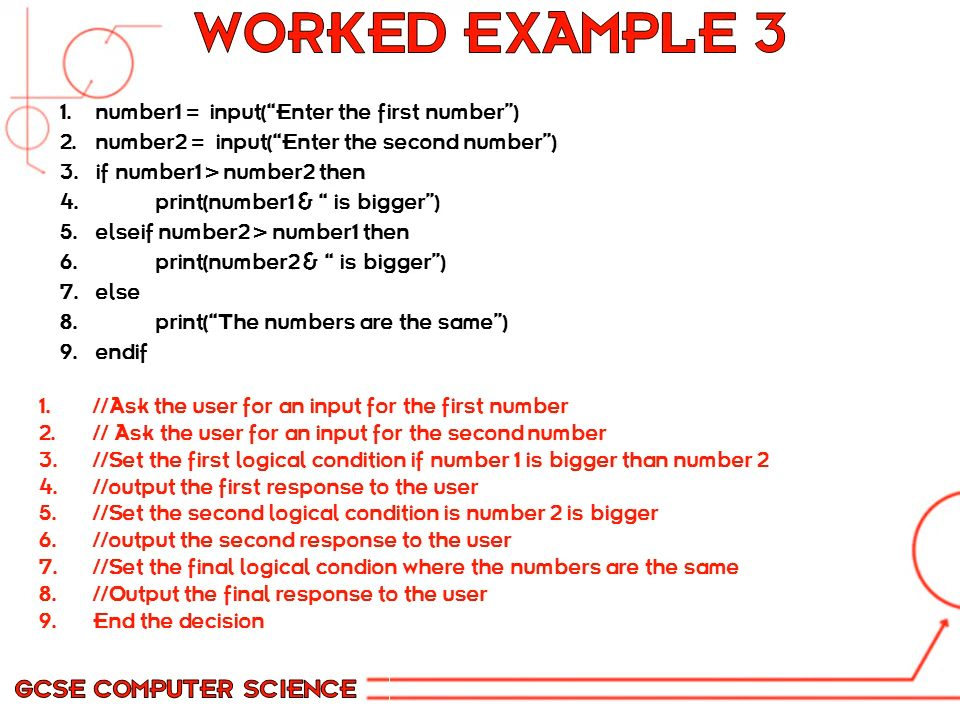 WORKED EXAMPLE 3
1. number1 = input(“Enter the first number”)
2. number2 = input(“Enter the second number”)
3. if number1 > number2 then
4. print(number1 & “ is bigger”)
5. elseif number2 > number1 then
6. print(number2 & “ is bigger”)
7. else
8. print(“The numbers are the same”)
9. endif
1. //Ask the user for an input for the first number
2. // Ask the user for an input for the second number
3. //Set the first logical condition if number 1 is bigger than number 2
4. //output the first response to the user
5. //Set the second logical condition is number 2 is bigger
6. //output the second response to the user
7. //Set the final logical condion where the numbers are the same
8. //Output the final response to the user
9. End the decision
GCSE COMPUTER SCIENCE